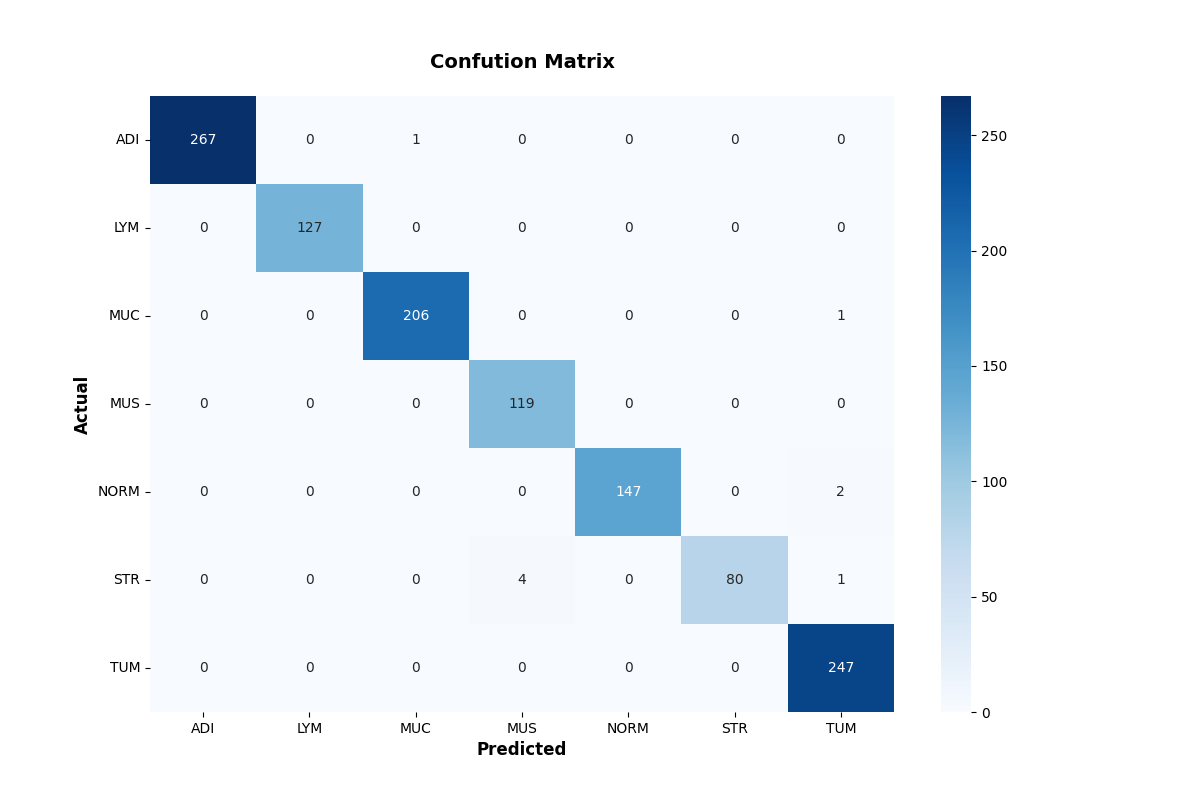 Confution Matrix
ADI 267 0 1 0 0 0 0
LYM 0 127 0 0 0 0 0
MUC 0 0 206 0 0 0 1
MUS 0 0 0 119 0 0 0
NORM 0 0 0 0 147 0 2
STR 0 0 0 4 0 80 1
TUM 0 0 0 0 0 0 247
ADI LYM MUC MUS NORM STR TUM
Predicted
Actual
250
200
150
100
50
0